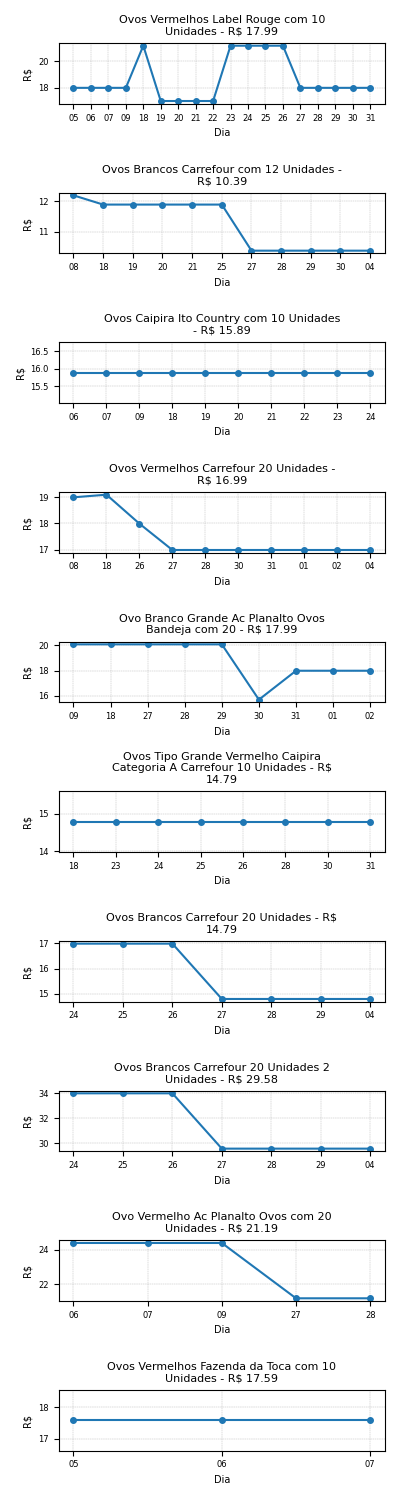 Ovos Vermelhos Label Rouge com 10
Unidades - R$ 17.99
R$
20
18
05 06 07 09 18 19 20 21 22 23 24 25 26 27 28 29 30 31
Dia
Ovos Brancos Carrefour com 12 Unidades -
R$ 10.39
R$
12
11
08 18 19 20 21 25 27 28 29 30 04
Dia
Ovos Caipira Ito Country com 10 Unidades
- R$ 15.89
R$
16.5
16.0
15.5
06 07 09 18 19 20 21 22 23 24
Dia
Ovos Vermelhos Carrefour 20 Unidades -
R$ 16.99
R$
19
18
17
08 18 26 27 28 30 31 01 02 04
Dia
Ovo Branco Grande Ac Planalto Ovos
Bandeja com 20 - R$ 17.99
R$
20
18
16
09 18 27 28 29 30 31 01 02
Dia
Ovos Tipo Grande Vermelho Caipira
Categoria A Carrefour 10 Unidades - R$
14.79
R$
15
14
18 23 24 25 26 28 30 31
Dia
Ovos Brancos Carrefour 20 Unidades - R$
14.79
R$
17
16
15
24 25 26 27 28 29 04
Dia
Ovos Brancos Carrefour 20 Unidades 2
Unidades - R$ 29.58
R$
34
32
30
24 25 26 27 28 29 04
Dia
Ovo Vermelho Ac Planalto Ovos com 20
Unidades - R$ 21.19
R$
24
22
06 07 09 27 28
Dia
Ovos Vermelhos Fazenda da Toca com 10
Unidades - R$ 17.59
R$
18
17
05 06 07
Dia